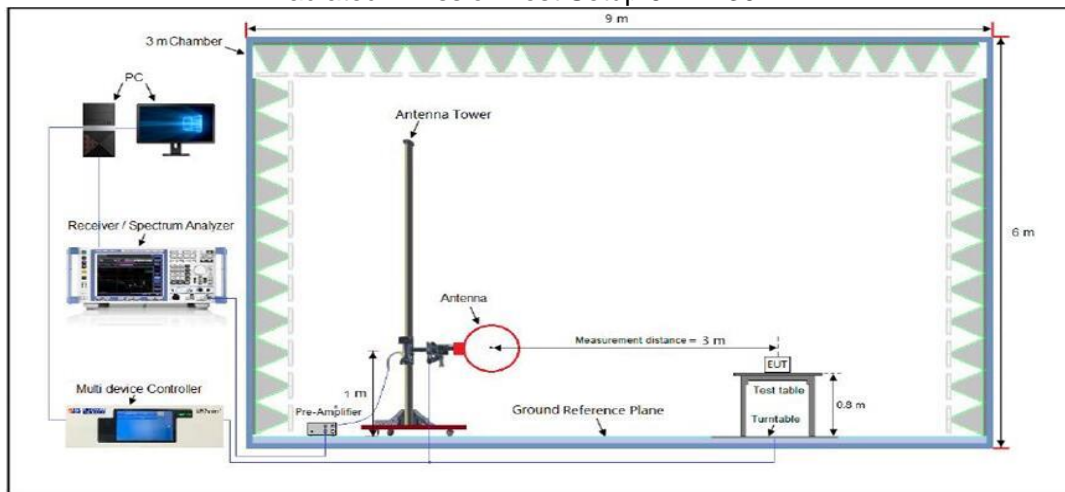 9 m
3 m Chamber
PC
Antenna Tower
Receiver / Spectrum Analyzer
6 m
Antenna
Measurement distance = 3 m
EUT
Multi device Controller
1 m
Test table
0.8 m
Pre-Amplifier
Ground Reference Plane
Turntable